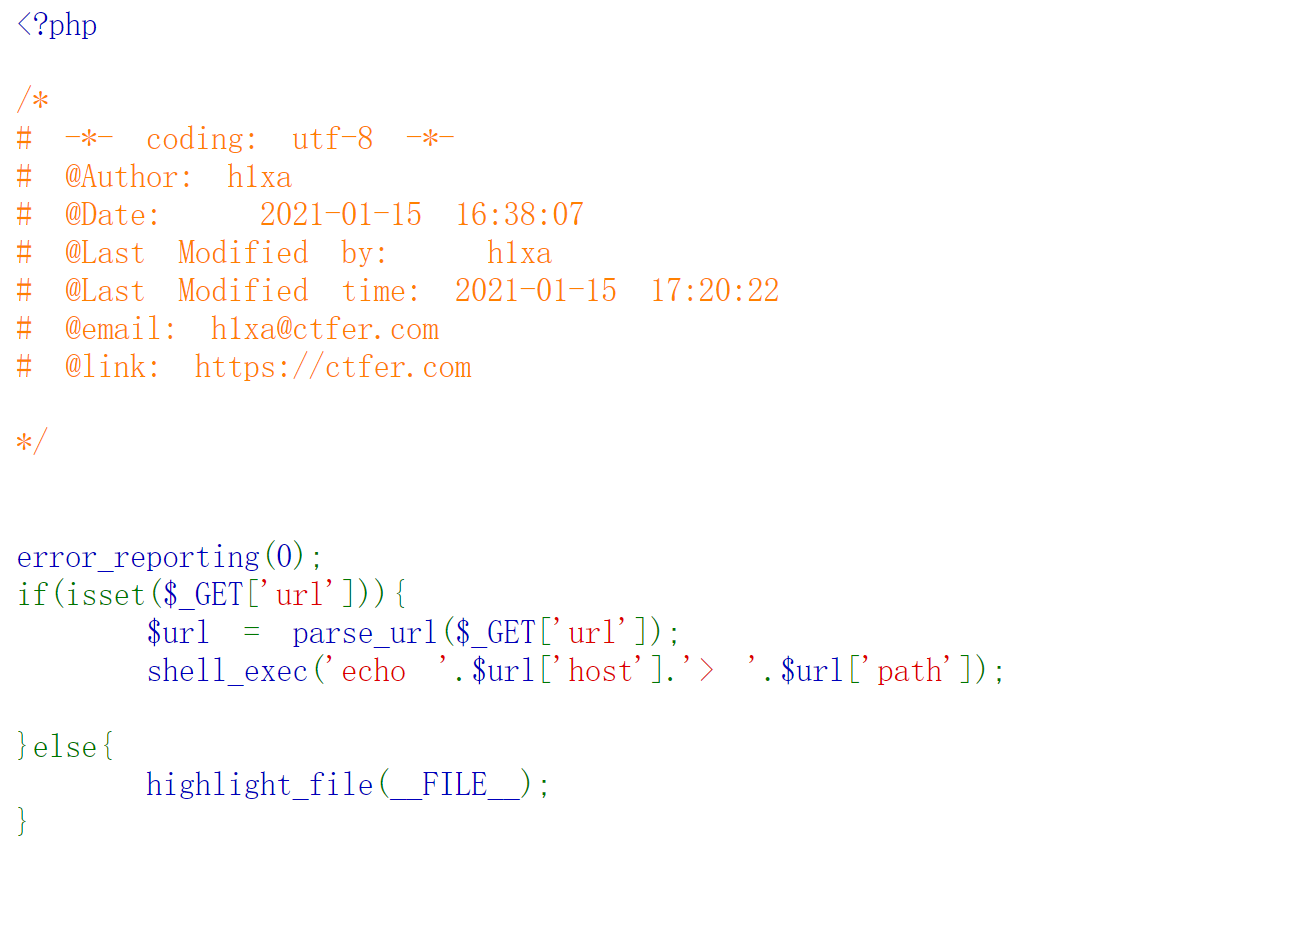 <?php
/*
# -*- coding: utf-8 -*-
# @Author: h1xa
# @Date:   2021-01-15 16:38:07
# @Last Modified by:   h1xa
# @Last Modified time: 2021-01-15 17:20:22
# @email: h1xa@ctfer.com
# @link: https://ctfer.com
*/
error_reporting(0);
if(isset($_GET['url'])){
        $url = parse_url($_GET['url']);
        shell_exec('echo '.$url['host'].'> '.$url['path']);
}else{
        highlight_file(__FILE__);
}